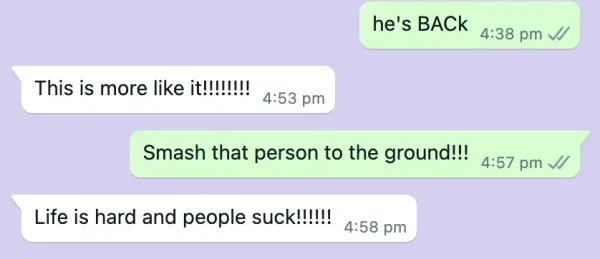 he's BACk 4:38 pm
This is more like it!!!!!!!! 4:53 pm
Smash that person to the ground!!! 4:57 pm
Life is hard and people suck!!!!!! 4:58 pm